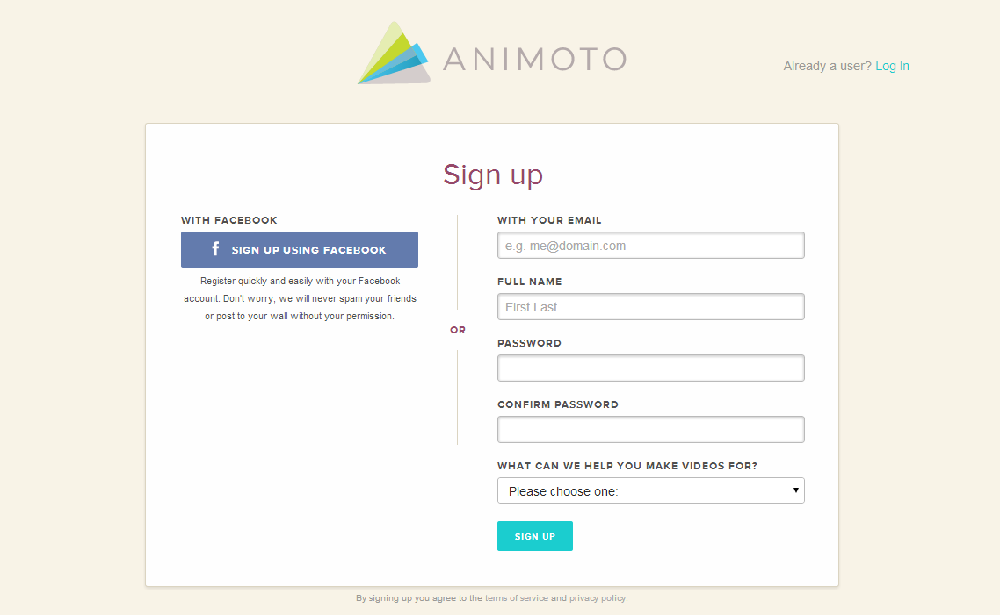 ANIMOTO
Already a user? Log In
Sign up
WITH FACEBOOK
f SIGN UP USING FACEBOOK
Register quickly and easily with your Facebook
account. Don't worry, we will never spam your friends
or post to your wall without your permission.
OR
WITH YOUR EMAIL
e.g. me@domain.com
FULL NAME
First Last
PASSWORD
CONFIRM PASSWORD
WHAT CAN WE HELP YOU MAKE VIDEOS FOR?
Please choose one:
SIGN UP
By signing up you agree to the terms of service and privacy policy.